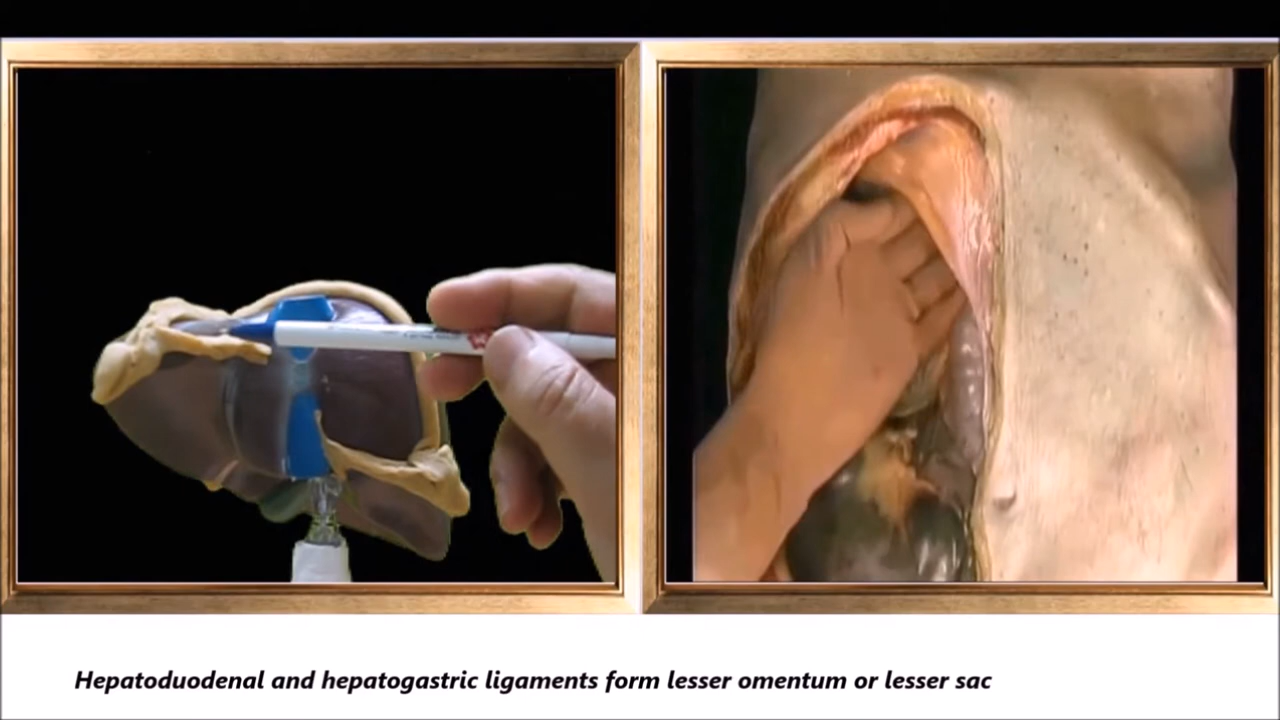 Hepatoduodenal and hepatogastric ligaments form lesser omentum or lesser sac